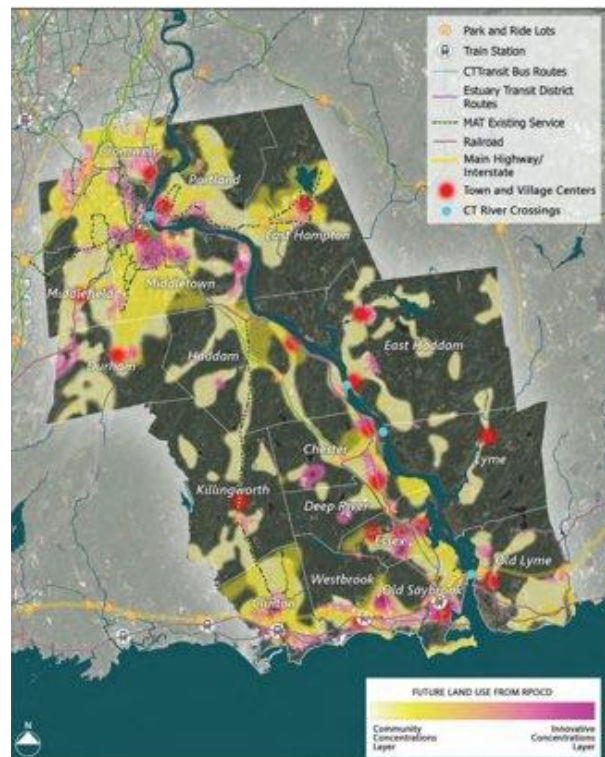 Park and Ride Lots
Train Station
CTTransit Bus Routes
Estuary Transit District
Routes
MAT Existing Service
Railroad
Main Highway/
Interstate
Town and Village Centers
CT River Crossings
Cromwell
Portland
East Hampton
Middlefield
Middletown
Durham
Haddam
East Haddam
Chester
Lyme
Killingworth
Deep River
Essex
Westbrook
Old Lyme
Old Saybrook
Clinton
N
FUTURE LAND USE FROM RPOCD
Community
Concentrations
Layer
Innovative
Concentrations
Layer